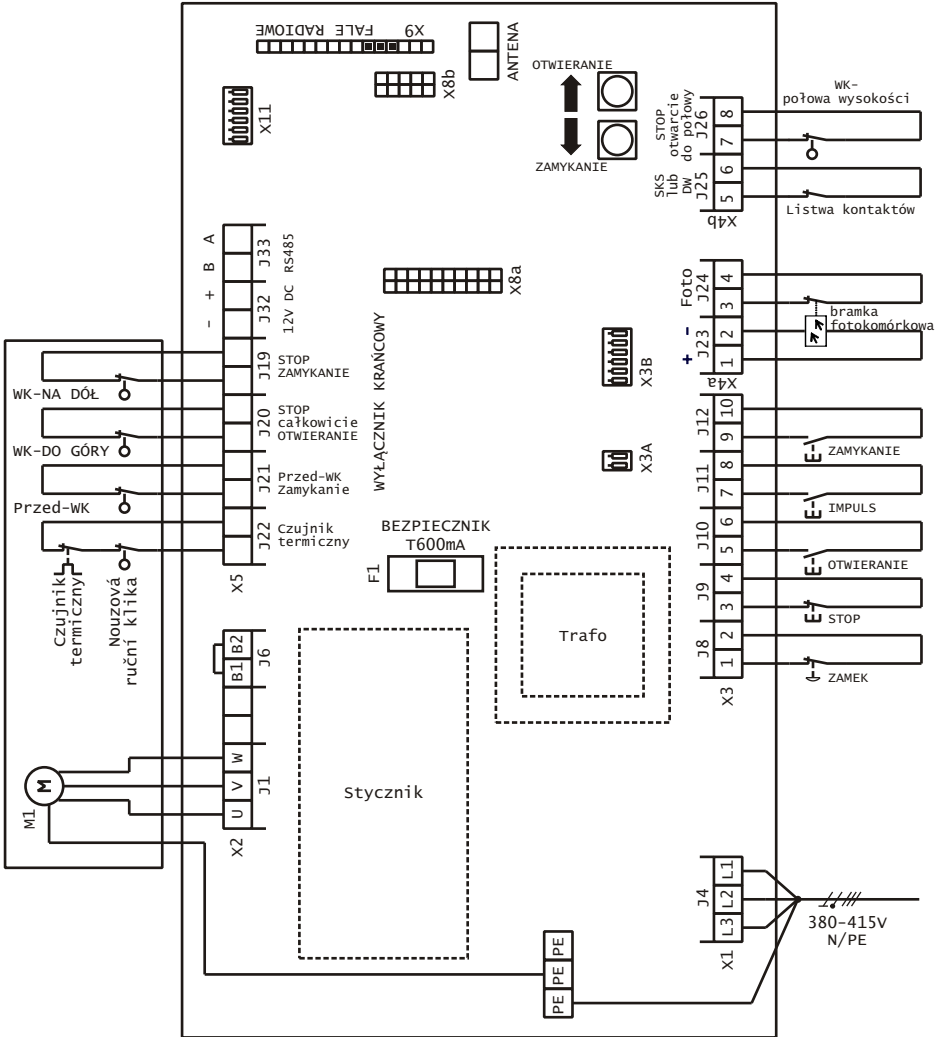 FALE RADIOWE
X9
ANTENA
X8b
X11
OTWIERANIE
ZAMYKANIE
STOP
otwarcie
do połowy
J26
8
7
SKS
lub
DW
J25
6
5
X4b
WK-
połowa wysokości
Listwa kontaktów
A
B
J33
RS485
+
-
J32
12V DC
X8a
Foto
J24
4
3
-
+
J23
2
1
X4a
bramka
fotokomórkowa
J19
STOP
ZAMYKANIE
WK-NA DÓŁ
J20
STOP
całkowicie
OTWIERANIE
WK-DO GÓRY
J21
Przed-WK
Zamykanie
Przed-WK
J22
Czujnik
termiczny
X5
Czujnik
termiczny
Nouzová
ruční klika
WYŁĄCZNIK KRAŃCOWY
X3B
X3A
BEZPIECZNIK
T600mA
F1
J12
10
9
ZAMYKANIE
J11
8
7
IMPULS
J10
6
5
OTWIERANIE
J9
4
3
STOP
J8
2
1
ZAMEK
X3
Trafo
Stycznik
B2
B1
J6
W
V
U
J1
X2
M
M1
PE
PE
PE
J4
L1
L2
L3
X1
380-415V
N/PE